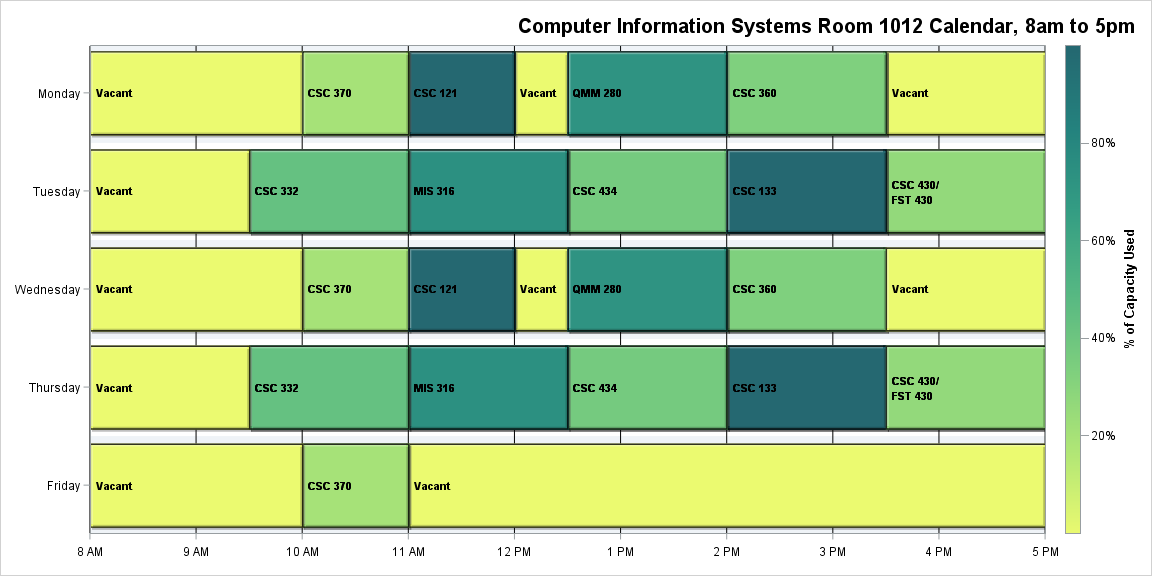 Computer Information Systems Room 1012 Calendar, 8am to 5pm
Monday
Vacant
CSC 370
CSC 121
Vacant
QMM 280
CSC 360
Vacant
Tuesday
Vacant
CSC 332
MIS 316
CSC 434
CSC 133
CSC 430/
FST 430
Wednesday
Vacant
CSC 370
CSC 121
Vacant
QMM 280
CSC 360
Vacant
Thursday
Vacant
CSC 332
MIS 316
CSC 434
CSC 133
CSC 430/
FST 430
Friday
Vacant
CSC 370
Vacant
8 AM
9 AM
10 AM
11 AM
12 PM
1 PM
2 PM
3 PM
4 PM
5 PM
80%
60%
40%
20%
% of Capacity Used